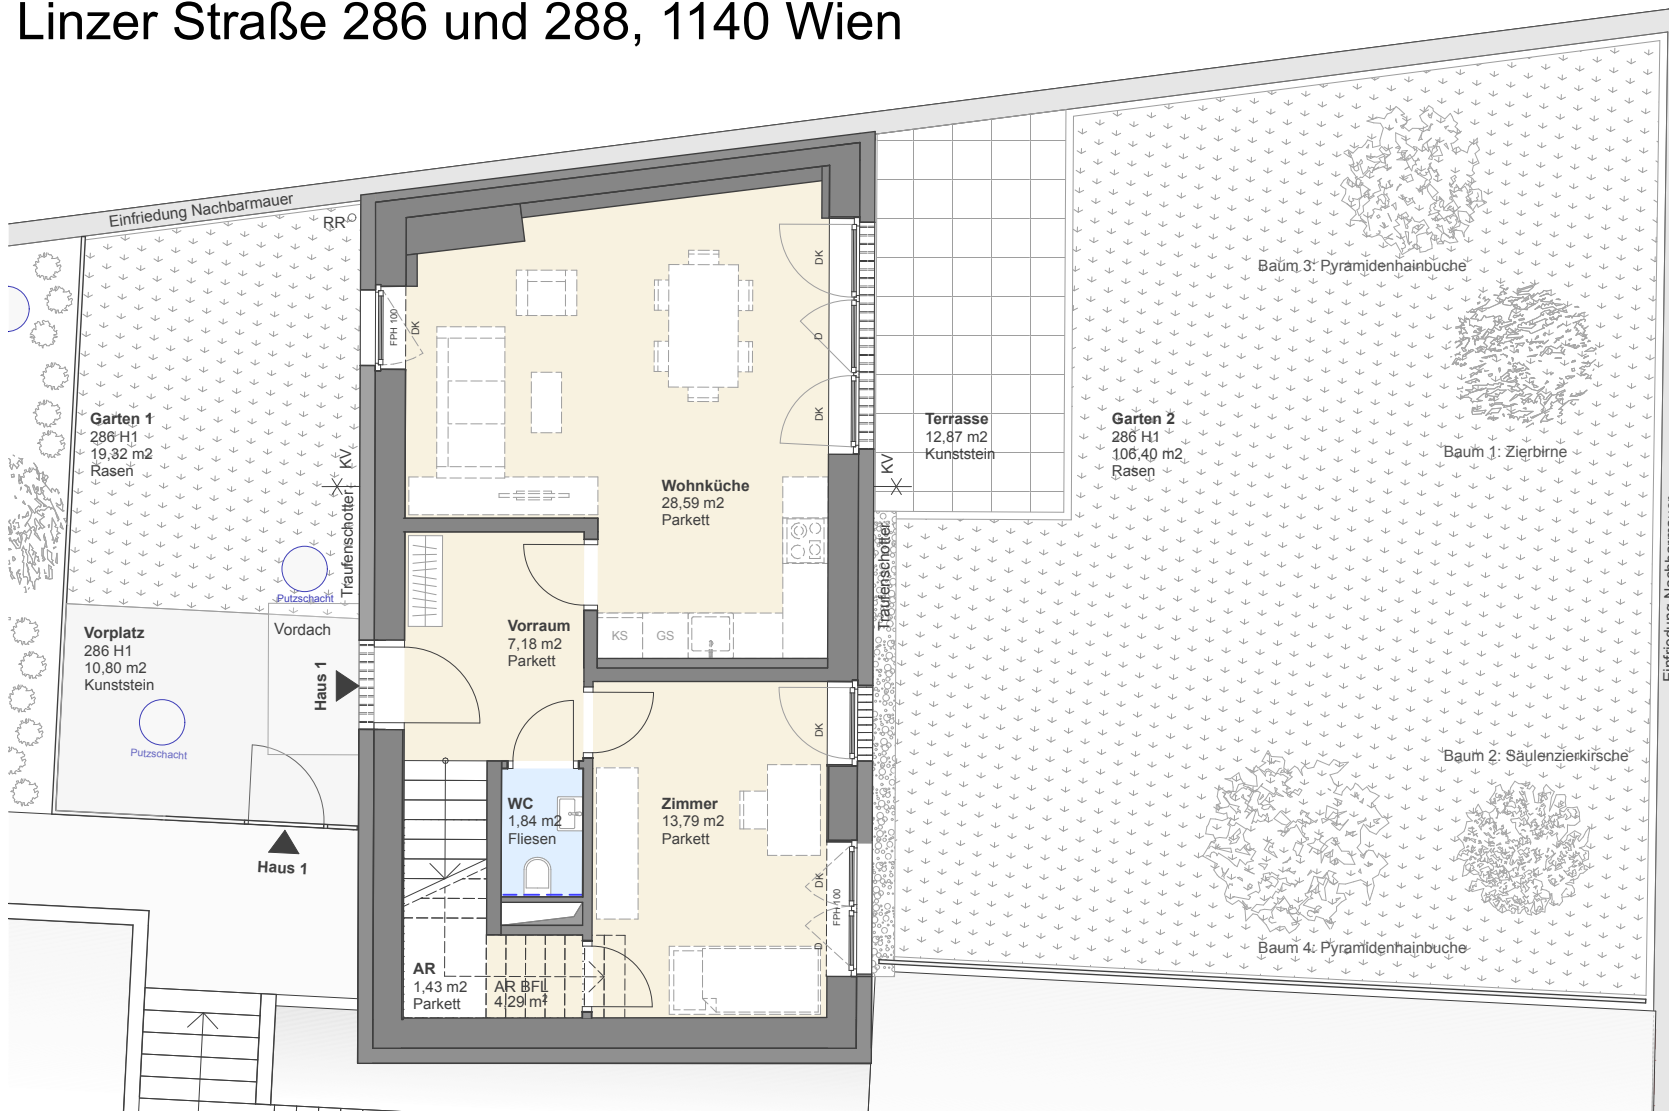 Linzer Straße 286 und 288, 1140 Wien
Einfriedung Nachbarmauer
RR
Baum 3: Pyramidenhainbuche
Baum 1: Zierbirne
Baum 2: Säulenzierkirsche
Baum 4: Pyramidenhainbuche
Garten 1
286 H1
19,32 m2
Rasen
KV
Traufenschotter
Putzschacht
Vordach
Vorplatz
286 H1
10,80 m2
Kunststein
Putzschacht
Haus 1
Haus 1
FPH 100
DK
DK
D
DK
Wohnküche
28,59 m2
Parkett
KS
GS
Vorraum
7,18 m2
Parkett
WC
1,84 m2
Fliesen
Zimmer
13,79 m2
Parkett
DK
DK
FPH 100
D
AR
1,43 m2
Parkett
AR BFL
4,29 m²
Terrasse
12,87 m2
Kunststein
KV
Traufenschotter
Garten 2
286 H1
106,40 m2
Rasen